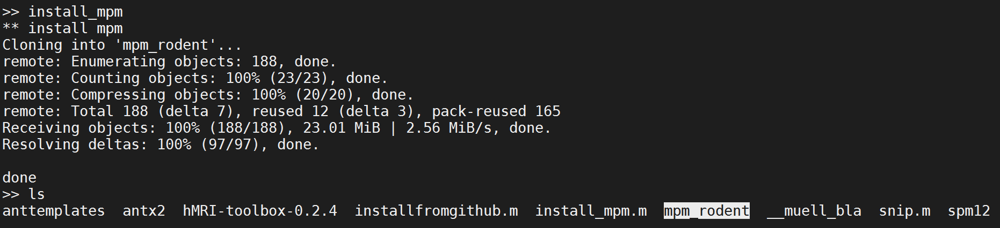 >> install_mpm
** install mpm
Cloning into 'mpm_rodent'...
remote: Enumerating objects: 188, done.
remote: Counting objects: 100% (23/23), done.
remote: Compressing objects: 100% (20/20), done.
remote: Total 188 (delta 7), reused 12 (delta 3), pack-reused 165
Receiving objects: 100% (188/188), 23.01 MiB | 2.56 MiB/s, done.
Resolving deltas: 100% (97/97), done.
done
>> ls
anttemplates  antx2  hMRI-toolbox-0.2.4  installfromgithub.m  install_mpm.m  mpm_rodent  __muell_bla  snip.m  spm12